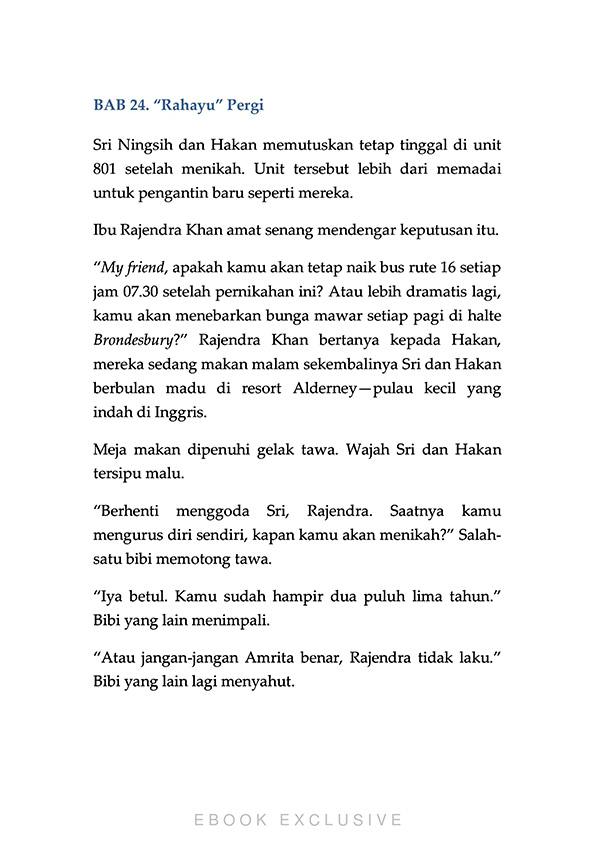 BAB 24. “Rahayu” Pergi
Sri Ningsih dan Hakan memutuskan tetap tinggal di unit
801 setelah menikah. Unit tersebut lebih dari memadai
untuk pengantin baru seperti mereka.
Ibu Rajendra Khan amat senang mendengar keputusan itu.
“My friend, apakah kamu akan tetap naik bus rute 16 setiap
jam 07.30 setelah pernikahan ini? Atau lebih dramatis lagi,
kamu akan menebarkan bunga mawar setiap pagi di halte
Brondesbury?” Rajendra Khan bertanya kepada Hakan,
mereka sedang makan malam sekembalinya Sri dan Hakan
berbulan madu di resort Alderney—pulau kecil yang
indah di Inggris.
Meja makan dipenuhi gelak tawa. Wajah Sri dan Hakan
tersipu malu.
“Berhenti menggoda Sri, Rajendra. Saatnya kamu
mengurus diri sendiri, kapan kamu akan menikah?” Salah-
satu bibi memotong tawa.
“Iya betul. Kamu sudah hampir dua puluh lima tahun.”
Bibi yang lain menimpali.
“Atau jangan-jangan Amrita benar, Rajendra tidak laku.”
Bibi yang lain lagi menyahut.
EBOOK EXCLUSIVE